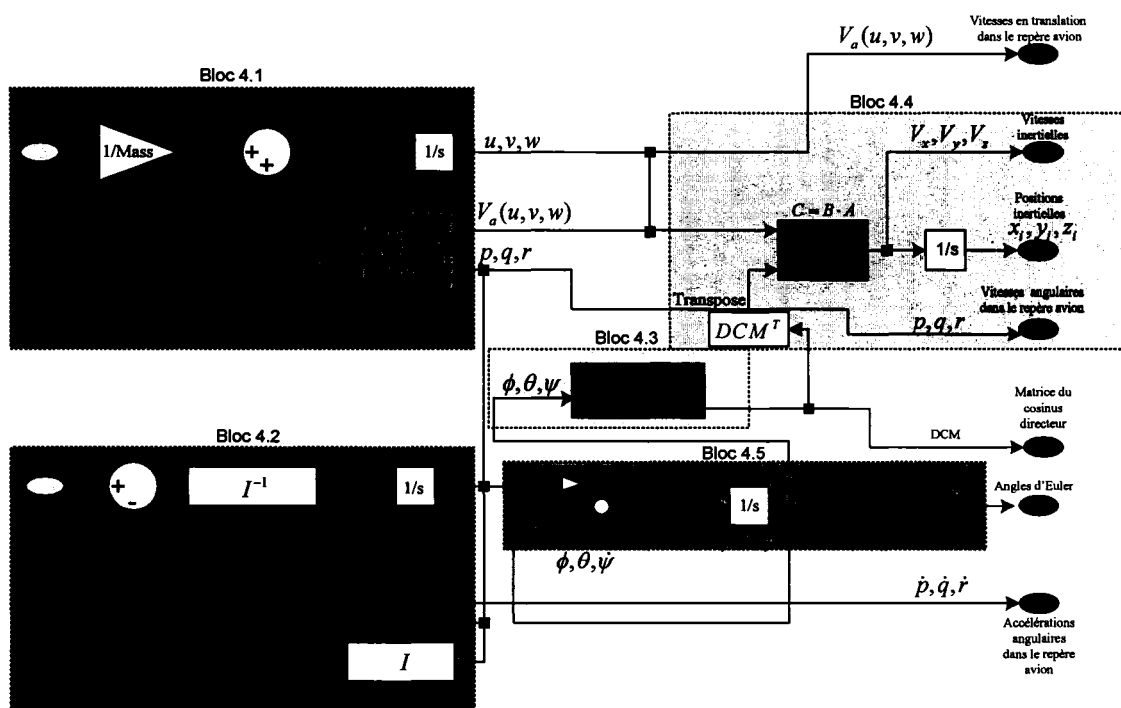 Vitesses en translation
dans le repère avion
V_a(u,v,w)
Bloc 4.1
Bloc 4.4
1/Mass
+
+
1/s
u,v,w
V_x,V_y,V_z
Vitesses
inertielles
V_a(u,v,w)
C = B · A
Positions
inertielles
x_i, y_i, z_i
1/s
p,q,r
Transpose
DCM^T
Vitesses angulaires
dans le repère avion
p,q,r
Bloc 4.3
ϕ,θ,ψ
Matrice du
cosinus
directeur
DCM
Bloc 4.2
Bloc 4.5
+
-
I^{-1}
1/s
1/s
Angles d'Euler
ϕ,θ,ψ̇
ṗ,q̇,ṙ
Accélérations
angulaires
dans le repère
avion
I